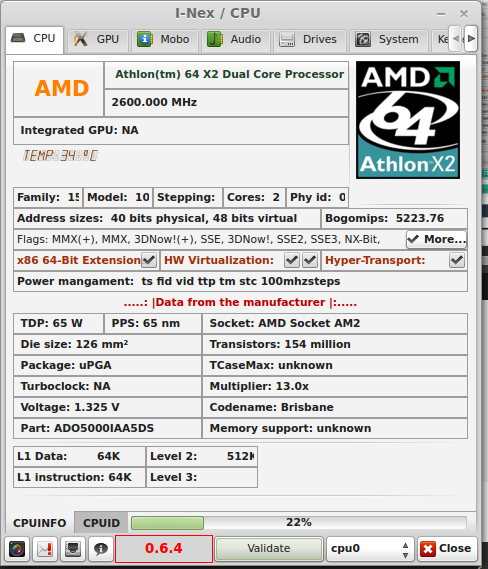 I-Nex / CPU
CPU GPU Mobo Audio Drives System Ke
AMD
Athlon(tm) 64 X2 Dual Core Processor
2600.000 MHz
Integrated GPU: NA
TEMP: 34 °C
AMD
64
Athlon X2
Family: 15 Model: 10 Stepping: Cores: 2 Phy id: 0
Address sizes: 40 bits physical, 48 bits virtual Bogomips: 5223.76
Flags: MMX(+), MMX, 3DNow!(+), SSE, 3DNow!, SSE2, SSE3, NX-Bit, More...
x86 64-Bit Extension HW Virtualization: Hyper-Transport:
Power mangament: ts fid vid ttp tm stc 100mhzsteps
.....: |Data from the manufacturer |:.....
TDP: 65 W PPS: 65 nm Socket: AMD Socket AM2
Die size: 126 mm² Transistors: 154 million
Package: uPGA TCaseMax: unknown
Turboclock: NA Multiplier: 13.0x
Voltage: 1.325 V Codename: Brisbane
Part: ADO5000IAA5DS Memory support: unknown
L1 Data: 64K Level 2: 512K
L1 instruction: 64K Level 3:
CPUINFO CPUID 22%
0.6.4 Validate cpu0 Close